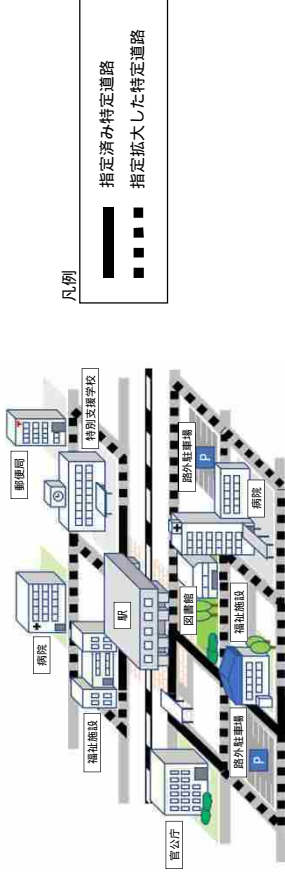 郵便局
特別支援学校
病院
福祉施設
駅
路外駐車場
P
病院
図書館
福祉施設
官公庁
路外駐車場
P
凡例
指定済み特定道路
指定拡大した特定道路